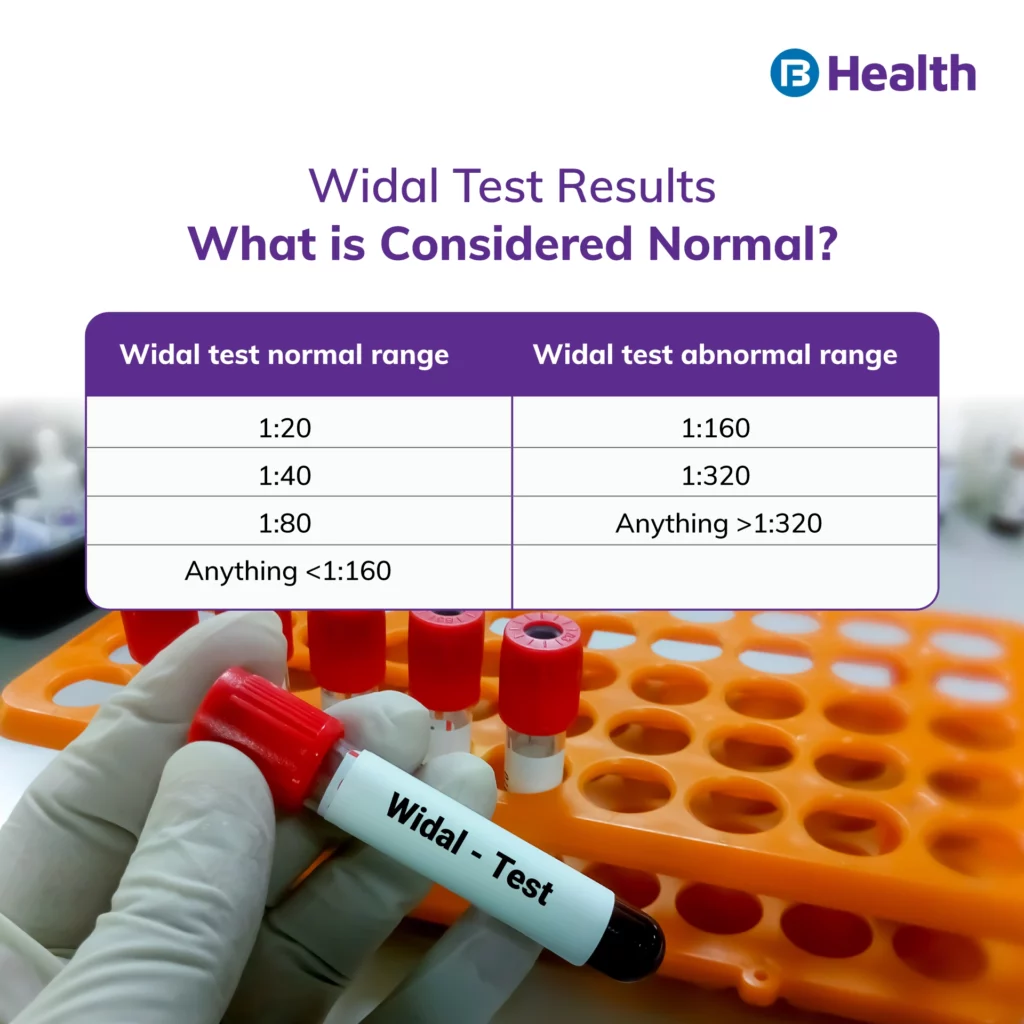 Health
Widal Test Results
What is Considered Normal?
Widal test normal range Widal test abnormal range
1:20 1:160
1:40 1:320
1:80 Anything >1:320
Anything <1:160
Widal - Test